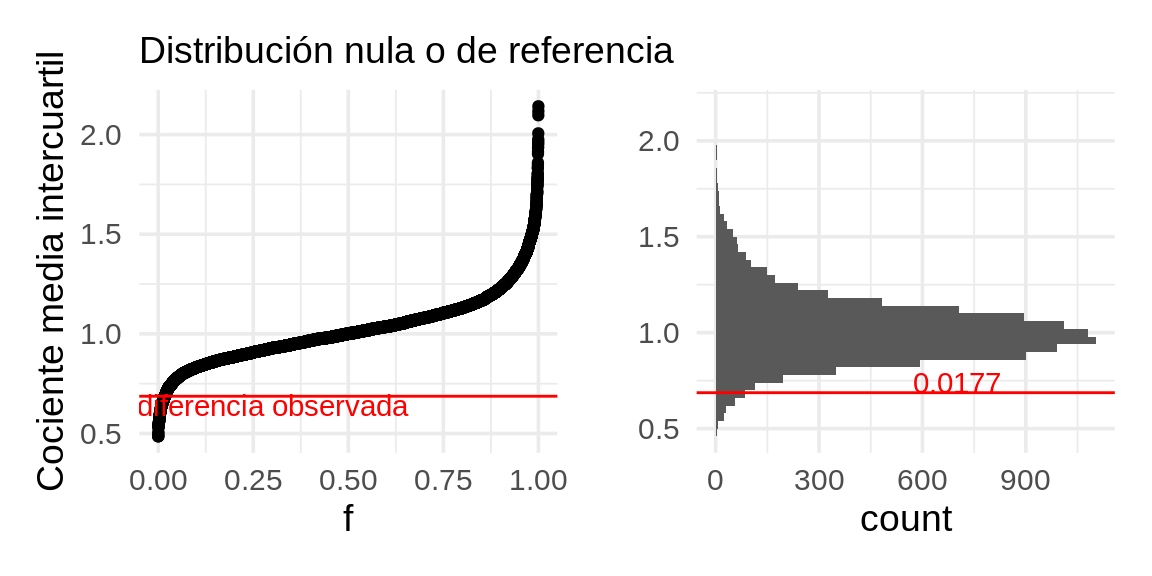 Distribución nula o de referencia
Cociente media intercuartil
2.0
1.5
1.0
0.5
diferencia observada
0.00 0.25 0.50 0.75 1.00
f
2.0
1.5
1.0
0.5
0.0177
0 300 600 900
count